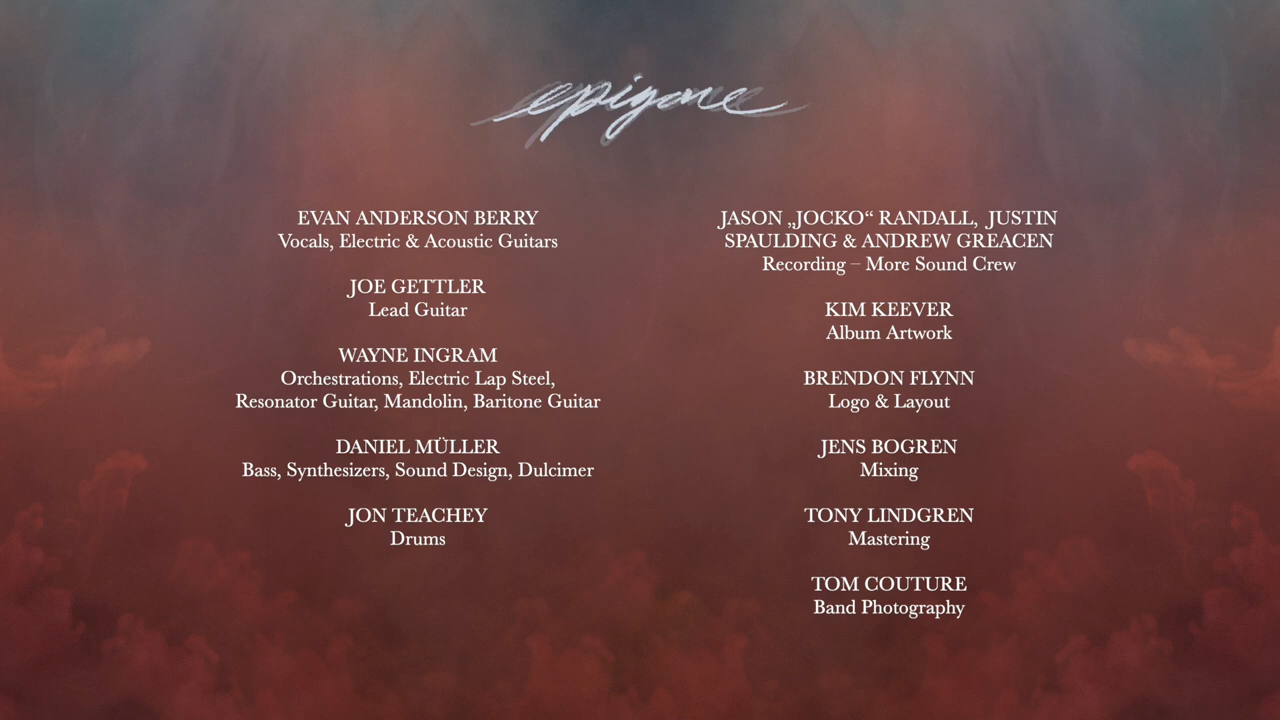 epigone
EVAN ANDERSON BERRY
Vocals, Electric & Acoustic Guitars
JOE GETTLER
Lead Guitar
WAYNE INGRAM
Orchestrations, Electric Lap Steel,
Resonator Guitar, Mandolin, Baritone Guitar
DANIEL MÜLLER
Bass, Synthesizers, Sound Design, Dulcimer
JON TEACHEY
Drums
JASON „JOCKO“ RANDALL, JUSTIN
SPAULDING & ANDREW GREACEN
Recording – More Sound Crew
KIM KEEVER
Album Artwork
BRENDON FLYNN
Logo & Layout
JENS BOGREN
Mixing
TONY LINDGREN
Mastering
TOM COUTURE
Band Photography